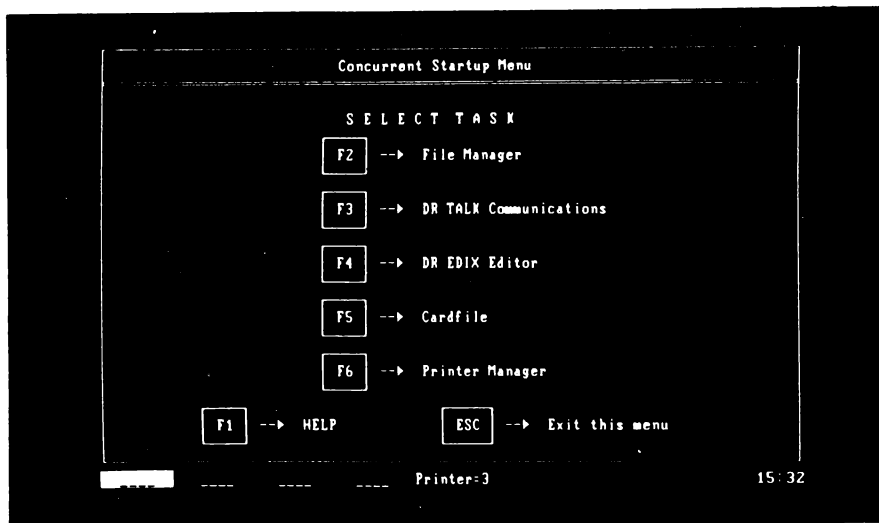 Concurrent Startup Menu
S E L E C T   T A S K
F2 --> File Manager
F3 --> DR TALK Communications
F4 --> DR EDIX Editor
F5 --> Cardfile
F6 --> Printer Manager
F1 --> HELP ESC --> Exit this menu
---- ---- ---- ---- Printer=3 15:32